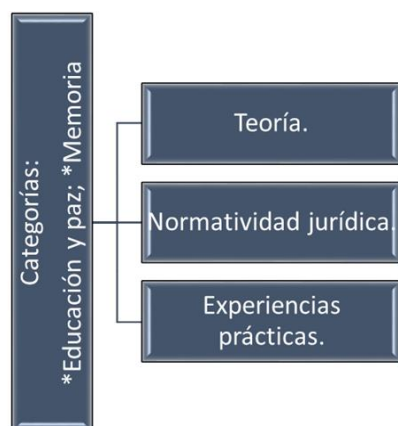 Categorías:
*Educación y paz; *Memoria
Teoría.
Normatividad jurídica.
Experiencias
prácticas.